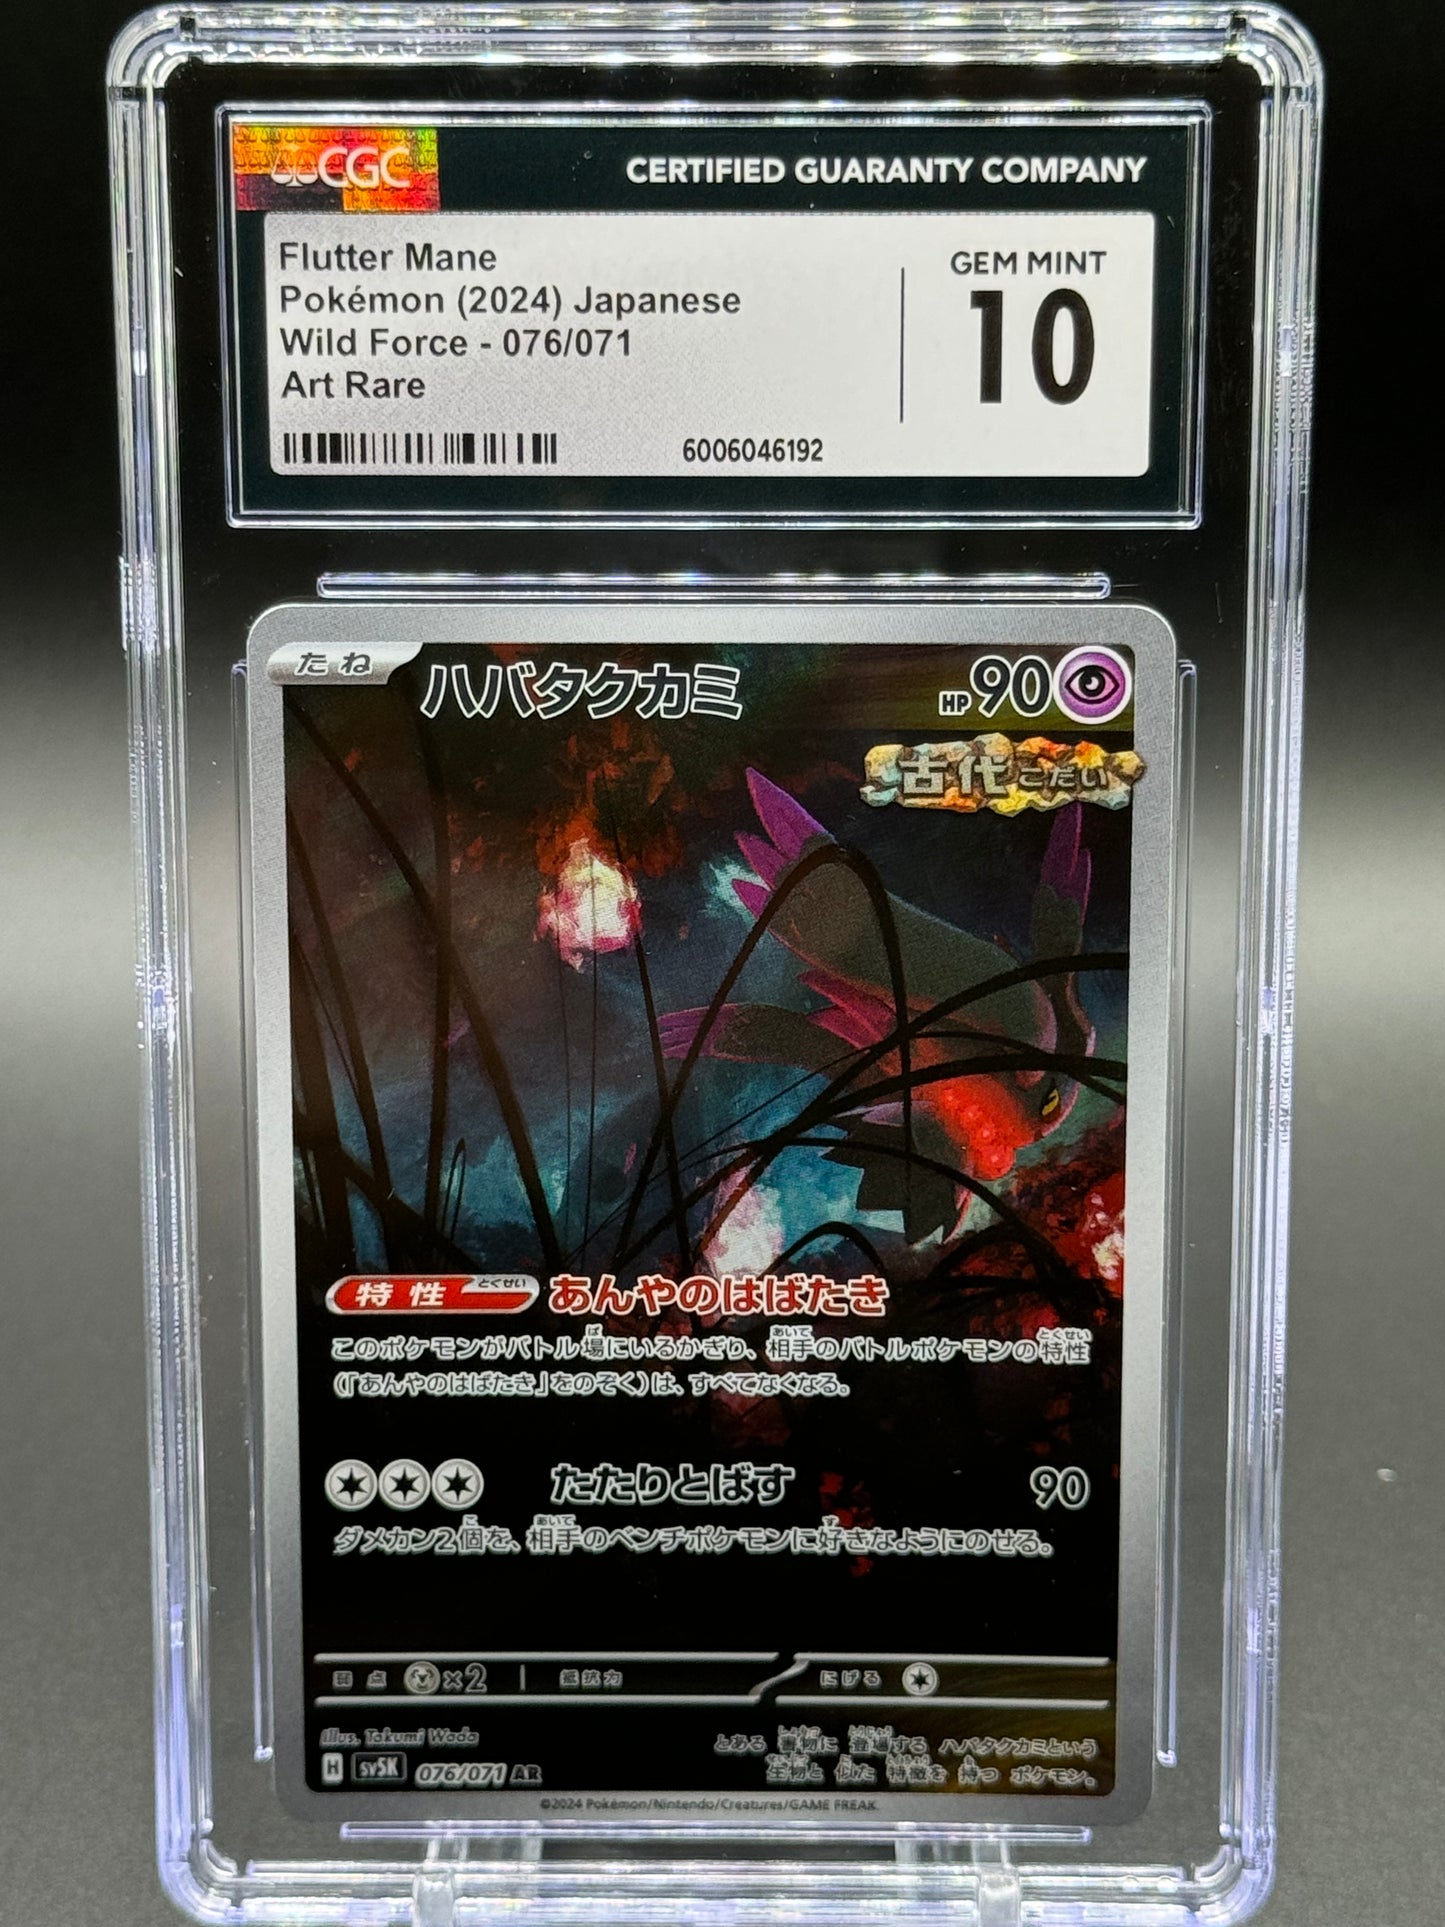 CGC
CERTIFIED GUARANTY COMPANY
Flutter Mane
Pokémon (2024) Japanese
Wild Force - 076/071
Art Rare
GEM MINT
10
6006046192
たね
ハバタクカミ
HP90
古代こだい
特性
とくせい
あんやのはばたき
このポケモンがバトル場にいるかぎり、相手のバトルポケモンの特性
(「あんやのはばたき」をのぞく)は、すべてなくなる。
たたりとばす 90
ダメカン2個を、相手のベンチポケモンに好きなようにのせる。
弱点 ×2 抵抗力 にげる
illus. Takumi Wada
H SV5K 076/071 AR
とある 書物に 登場する ハバタクカミという
生物と 似た 特徴を 持つ ポケモン。
©2024 Pokémon/Nintendo/Creatures/GAME FREAK